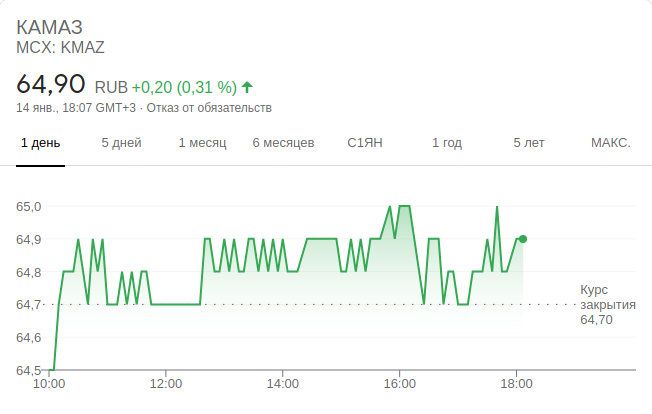 КАМАЗ
MCX: KMAZ
64,90 RUB +0,20 (0,31 %)
14 янв., 18:07 GMT+3 · Отказ от обязательств
1 день 5 дней 1 месяц 6 месяцев С1ЯН 1 год 5 лет МАКС.
65,0
64,9
64,8
64,7
64,6
64,5
Курс
закрытия
64,70
10:00 12:00 14:00 16:00 18:00